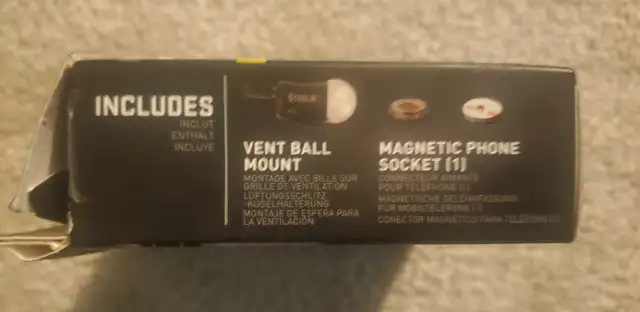 INCLUDES
INCLUT
ENTHÄLT
INCLUYE
VENT BALL
MOUNT
MONTAGE AVEC BILLE SUR
GRILLE DE VENTILATION
LÜFTUNGSSCHLITZ
-KUGELHALTERUNG
MONTAJE DE ESFERA PARA
LA VENTILACIÓN
MAGNETIC PHONE
SOCKET (1)
CONNECTEUR AIMANTÉ
POUR TÉLÉPHONE (1)
MAGNETISCHE GELENKFASSUNG
FÜR MOBILTELEFONE (1)
CONECTOR MAGNÉTICO PARA TELÉFONO (1)